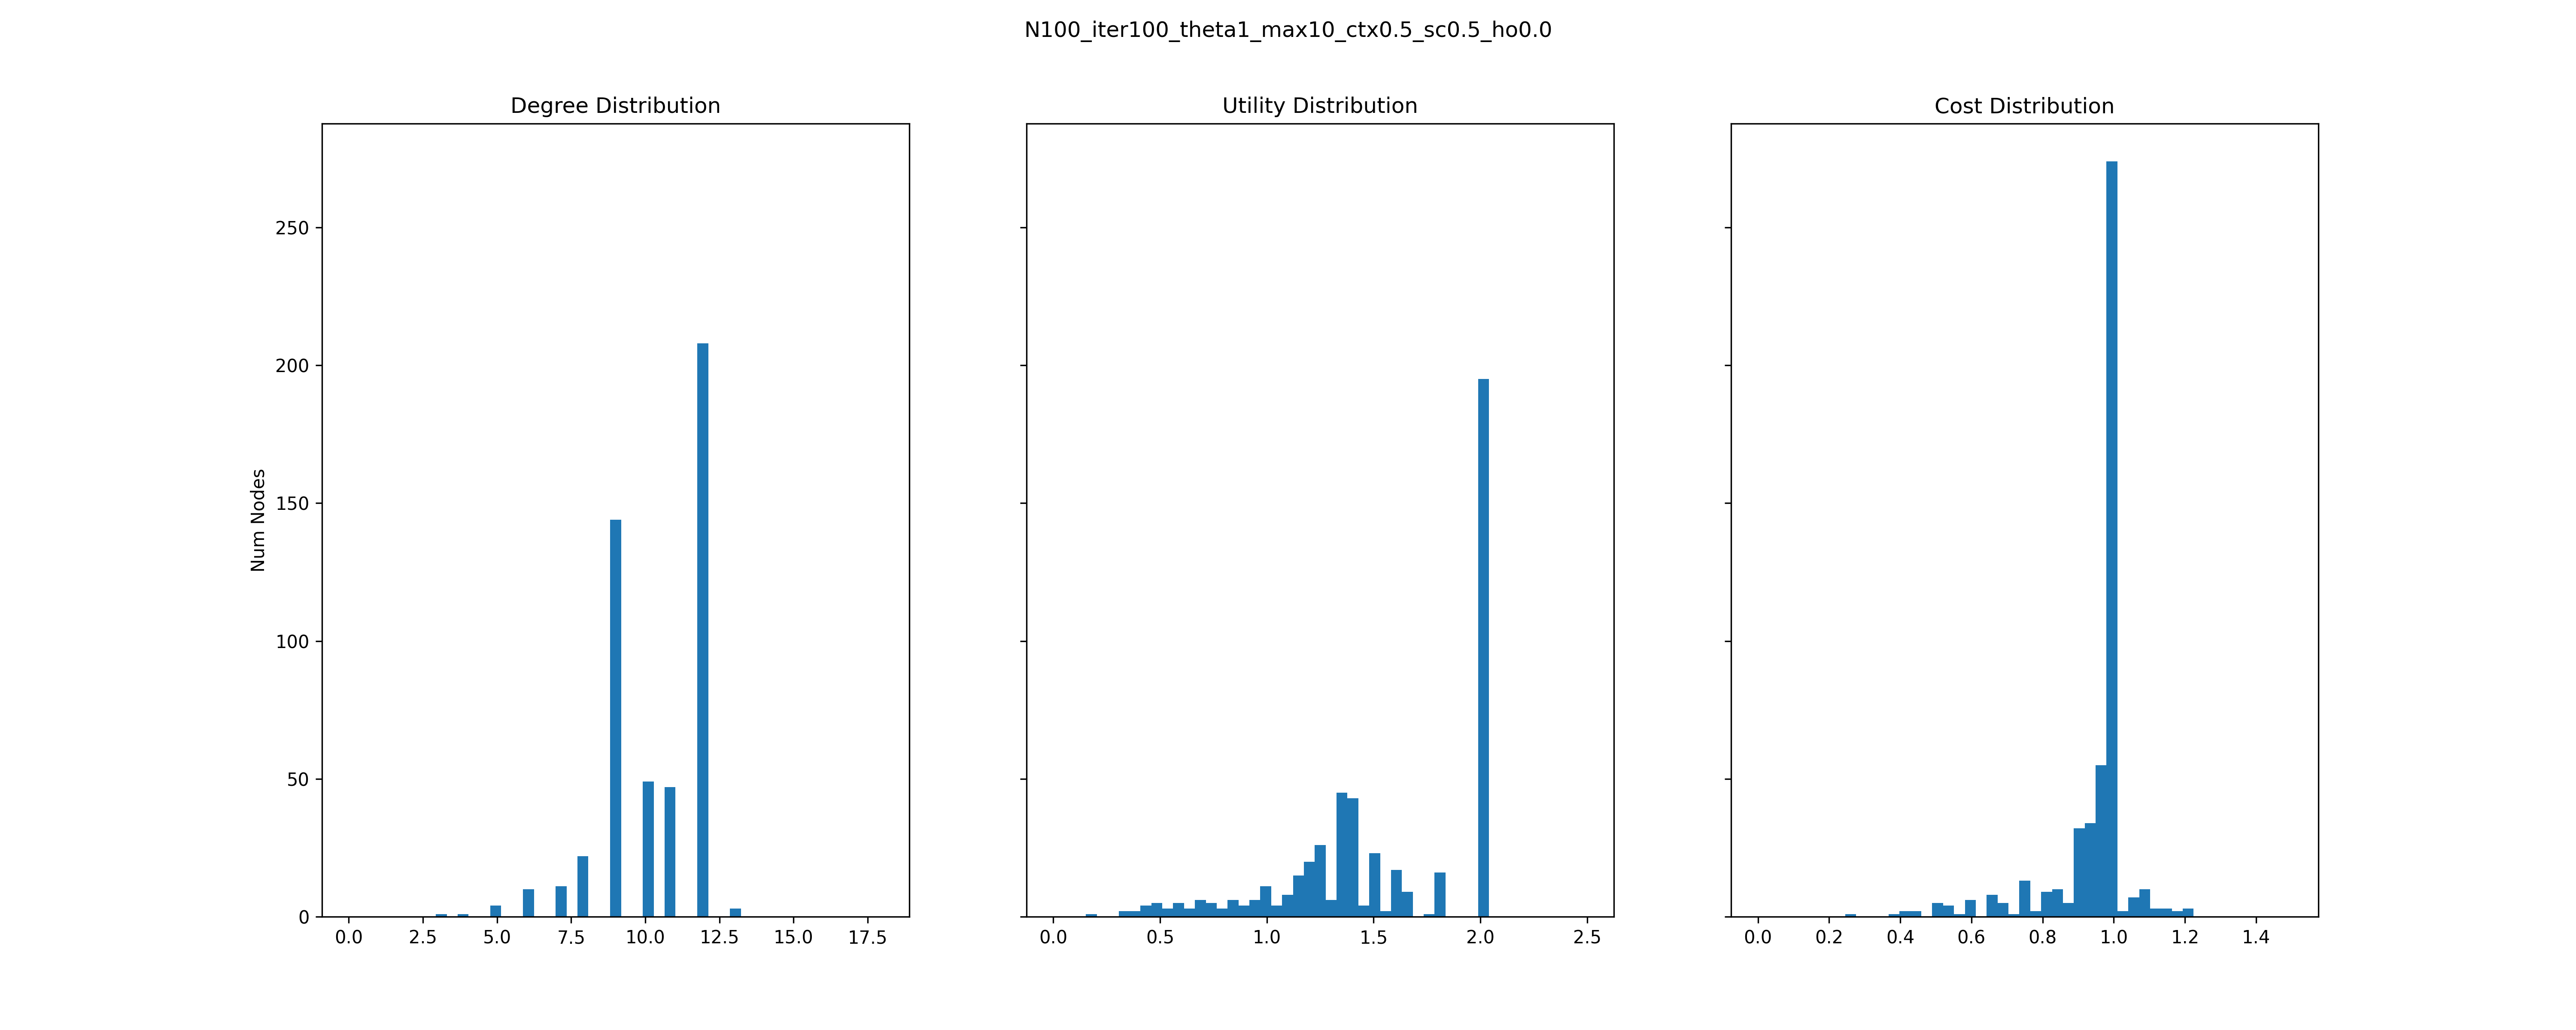 N100_iter100_theta1_max10_ctx0.5_sc0.5_ho0.0
Degree Distribution
Utility Distribution
Cost Distribution
Num Nodes
250
200
150
100
50
0
0.0 2.5 5.0 7.5 10.0 12.5 15.0 17.5
0.0 0.5 1.0 1.5 2.0 2.5
0.0 0.2 0.4 0.6 0.8 1.0 1.2 1.4